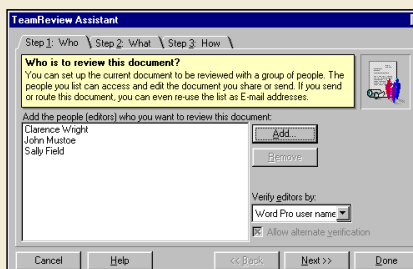 TeamReview Assistant
Step 1: Who
Step 2: What
Step 3: How
Who is to review this document?
You can set up the current document to be reviewed with a group of people. The
people you list can access and edit the document you share or send. If you send
or route this document, you can even re-use the list as E-mail addresses.
Add the people (editors) who you want to review this document:
Clarence Wright
John Mustoe
Sally Field
Add...
Remove
Verify editors by:
Word Pro user name
Allow alternate verification
Cancel
Help
<< Back
Next >>
Done